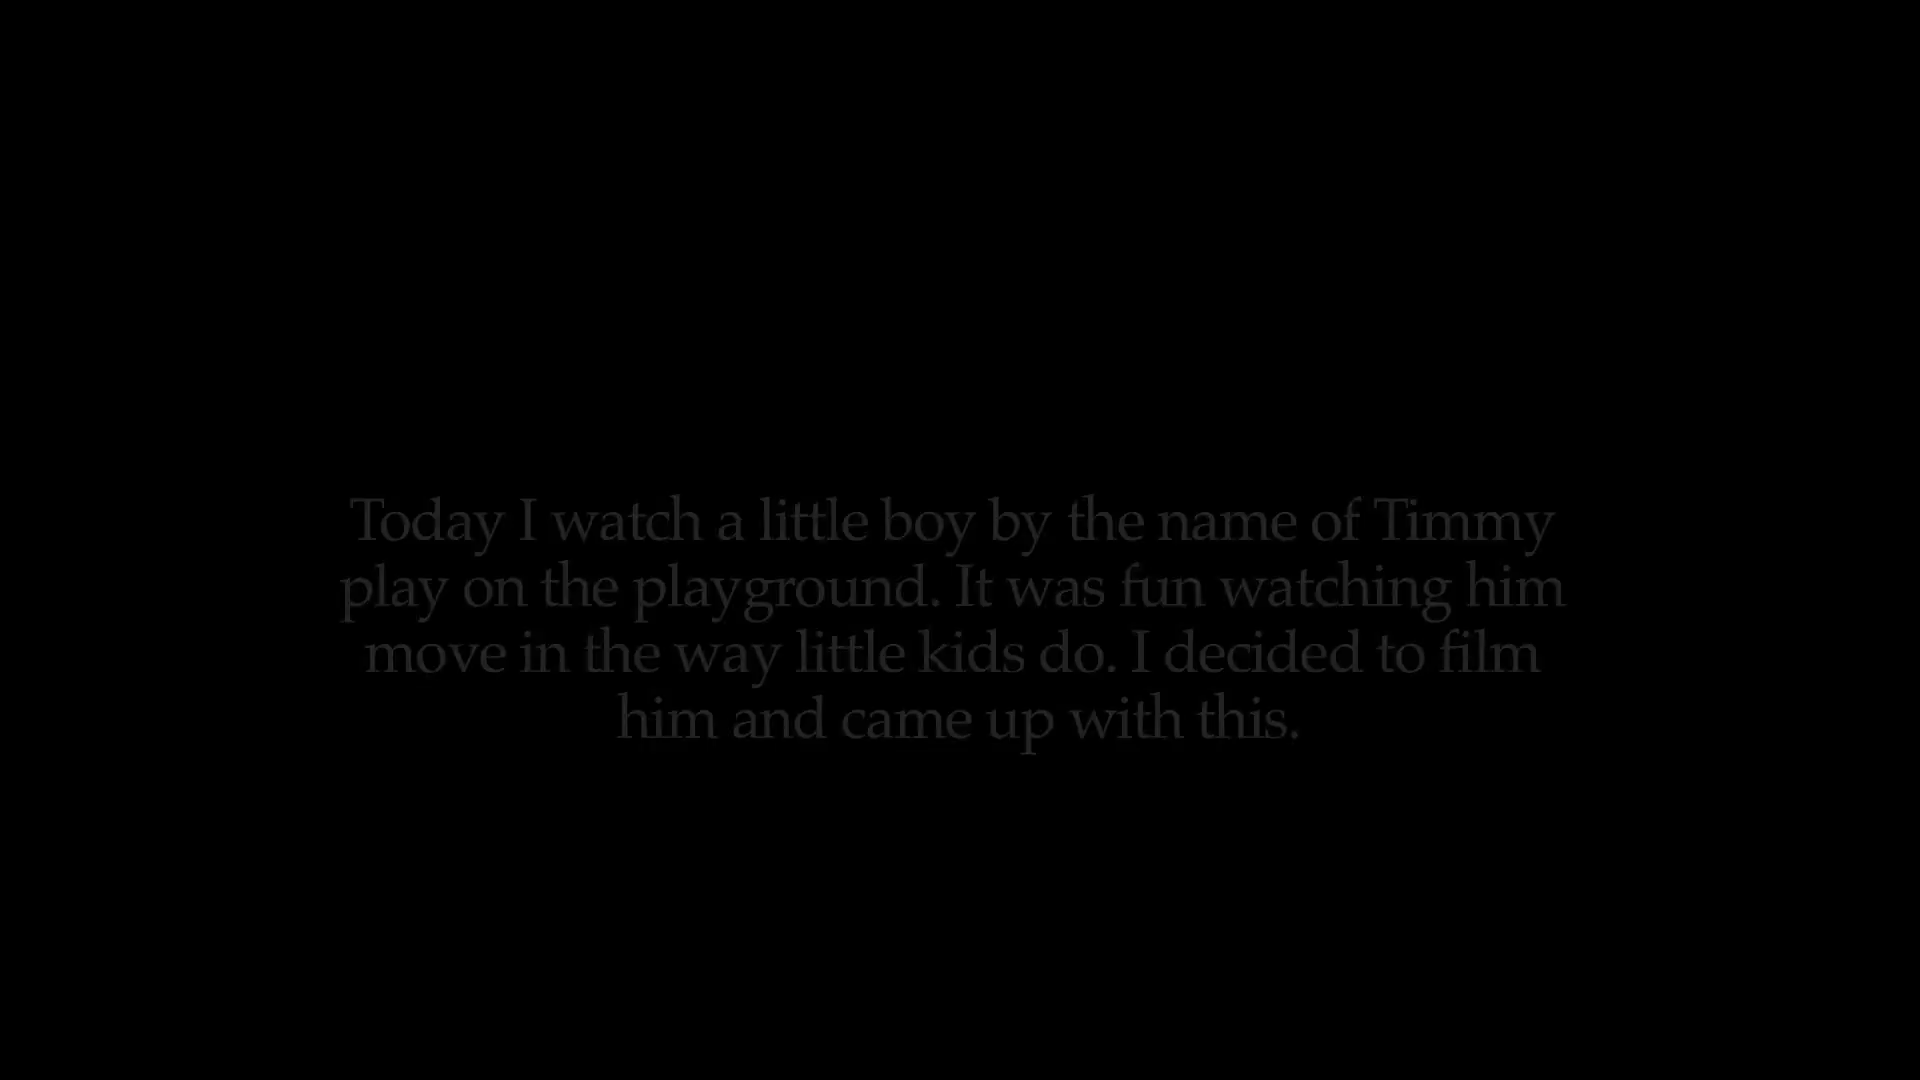 Today I watch a little boy by the name of Timmy
play on the playground. It was fun watching him
move in the way little kids do. I decided to film
him and came up with this.